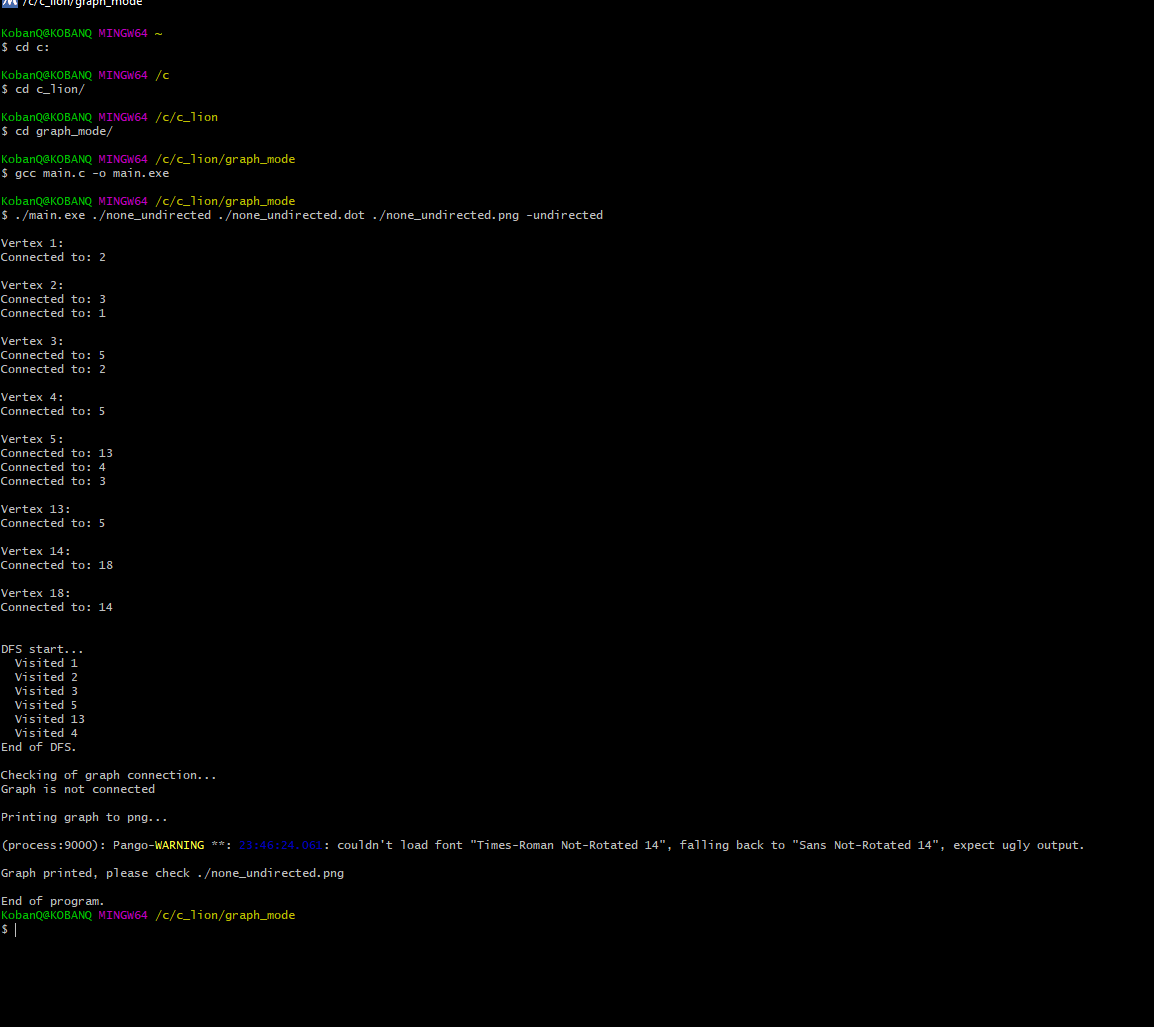 /c/c_lion/graph_mode
KobanQ@KOBANQ MINGW64 ~
$ cd c:
KobanQ@KOBANQ MINGW64 /c
$ cd c_lion/
KobanQ@KOBANQ MINGW64 /c/c_lion
$ cd graph_mode/
KobanQ@KOBANQ MINGW64 /c/c_lion/graph_mode
$ gcc main.c -o main.exe
KobanQ@KOBANQ MINGW64 /c/c_lion/graph_mode
$ ./main.exe ./none_undirected ./none_undirected.dot ./none_undirected.png -undirected
Vertex 1:
Connected to: 2
Vertex 2:
Connected to: 3
Connected to: 1
Vertex 3:
Connected to: 5
Connected to: 2
Vertex 4:
Connected to: 5
Vertex 5:
Connected to: 13
Connected to: 4
Connected to: 3
Vertex 13:
Connected to: 5
Vertex 14:
Connected to: 18
Vertex 18:
Connected to: 14
DFS start...
Visited 1
Visited 2
Visited 3
Visited 5
Visited 13
Visited 4
End of DFS.
Checking of graph connection...
Graph is not connected
Printing graph to png...
(process:9000): Pango-WARNING **: 23:46:24.061: couldn't load font "Times-Roman Not-Rotated 14", falling back to "Sans Not-Rotated 14", expect ugly output.
Graph printed, please check ./none_undirected.png
End of program.
KobanQ@KOBANQ MINGW64 /c/c_lion/graph_mode
$